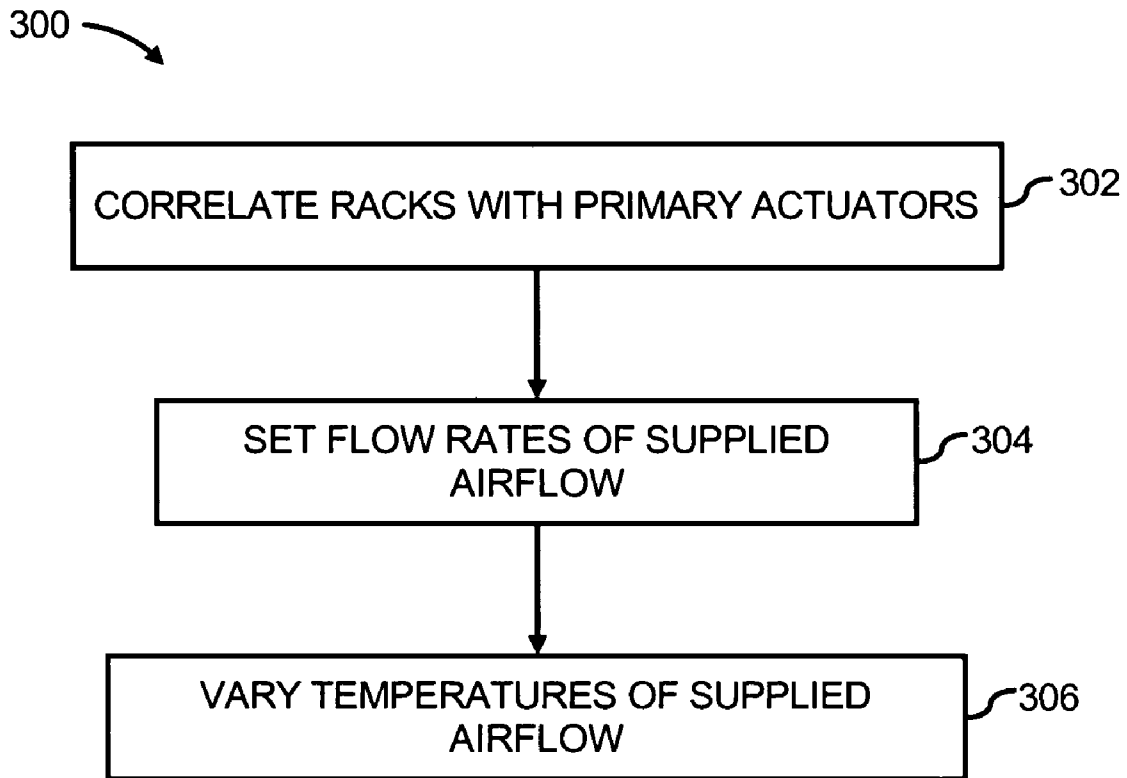 300
CORRELATE RACKS WITH PRIMARY ACTUATORS
302
SET FLOW RATES OF SUPPLIED
AIRFLOW
304
VARY TEMPERATURES OF SUPPLIED
AIRFLOW
306